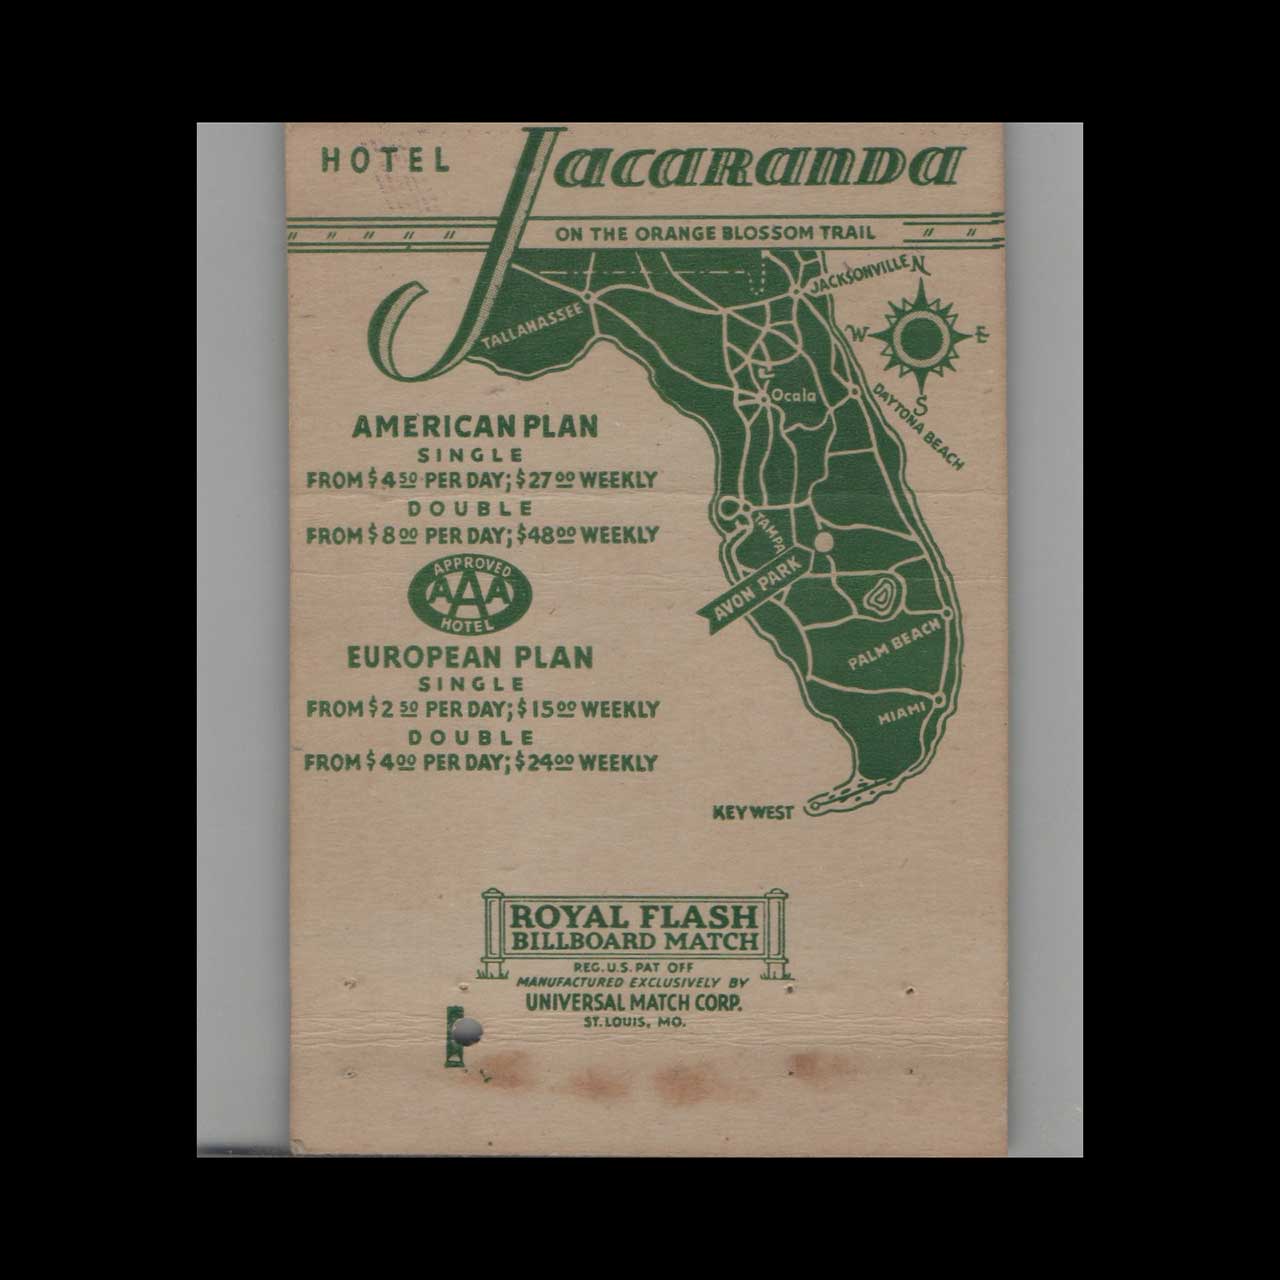 HOTEL Jacaranda
ON THE ORANGE BLOSSOM TRAIL
JACKSONVILLE
N
TALLAHASSEE
W
E
S
Ocala
DAYTONA BEACH
AMERICAN PLAN
SINGLE
FROM $4.50 PER DAY; $27.00 WEEKLY
DOUBLE
FROM $8.00 PER DAY; $48.00 WEEKLY
TAMPA
AVON PARK
APPROVED
AAA
HOTEL
PALM BEACH
EUROPEAN PLAN
SINGLE
FROM $2.50 PER DAY; $15.00 WEEKLY
MIAMI
DOUBLE
FROM $4.00 PER DAY; $24.00 WEEKLY
KEY WEST
ROYAL FLASH
BILLBOARD MATCH
REG. U.S. PAT OFF
MANUFACTURED EXCLUSIVELY BY
UNIVERSAL MATCH CORP.
ST. LOUIS, MO.